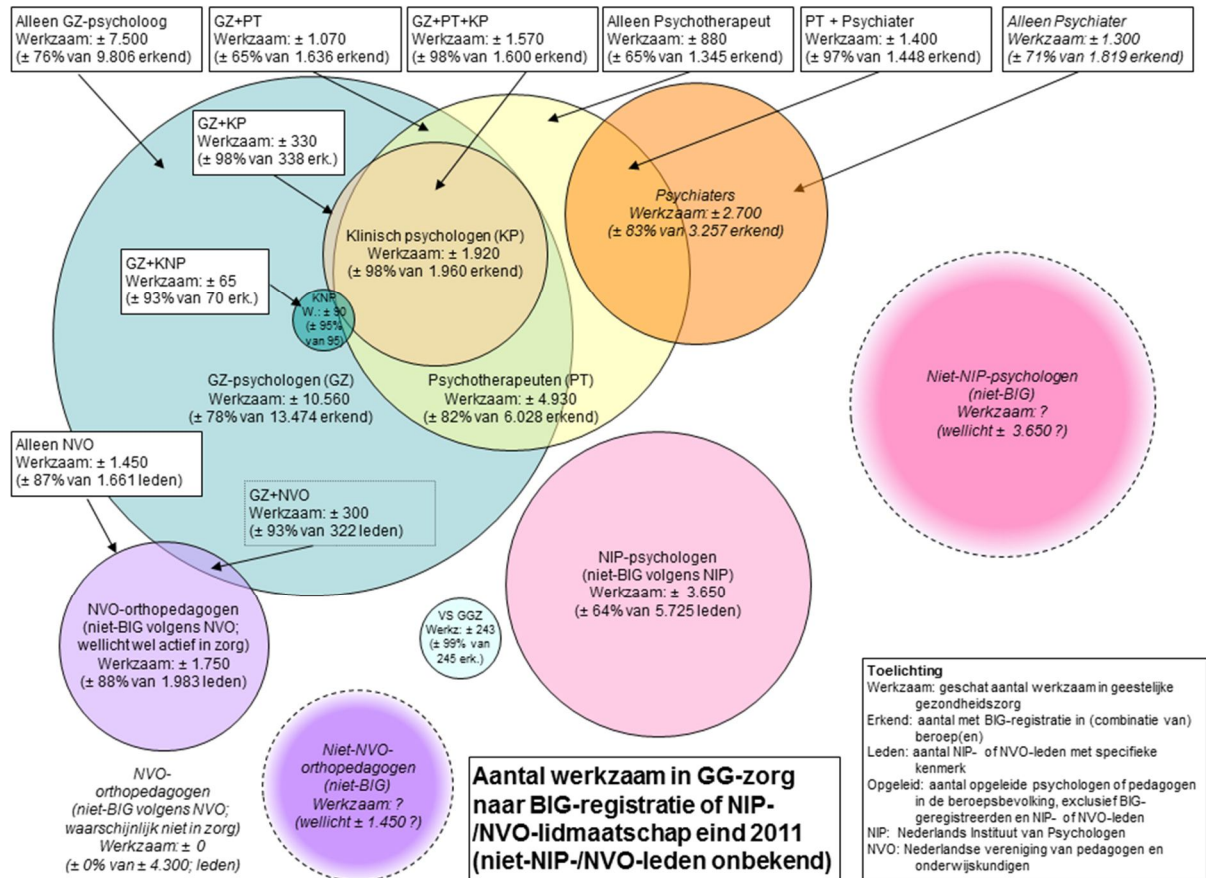 Alleen GZ-psycholoog
Werkzaam: ± 7.500
(± 76% van 9.806 erkend)
GZ+PT
Werkzaam: ± 1.070
(± 65% van 1.636 erkend)
GZ+PT+KP
Werkzaam: ± 1.570
(± 98% van 1.600 erkend)
Alleen Psychotherapeut
Werkzaam: ± 880
(± 65% van 1.345 erkend)
PT + Psychiater
Werkzaam: ± 1.400
(± 97% van 1.448 erkend)
Alleen Psychiater
Werkzaam: ± 1.300
(± 71% van 1.819 erkend)
GZ+KP
Werkzaam: ± 330
(± 98% van 338 erk.)
Psychiaters
Werkzaam: ± 2.700
(± 83% van 3.257 erkend)
Klinisch psychologen (KP)
Werkzaam: ± 1.920
(± 98% van 1.960 erkend)
GZ+KNP
Werkzaam: ± 65
(± 93% van 70 erk.)
KNP
W.: ± 90
(± 95%
van 95)
GZ-psychologen (GZ)
Werkzaam: ± 10.560
(± 78% van 13.474 erkend)
Psychotherapeuten (PT)
Werkzaam: ± 4.930
(± 82% van 6.028 erkend)
Niet-NIP-psychologen
(niet-BIG)
Werkzaam: ?
(wellicht ± 3.650 ?)
Alleen NVO
Werkzaam: ± 1.450
(± 87% van 1.661 leden)
GZ+NVO
Werkzaam: ± 300
(± 93% van 322 leden)
NIP-psychologen
(niet-BIG volgens NIP)
Werkzaam: ± 3.650
(± 64% van 5.725 leden)
NVO-orthopedagogen
(niet-BIG volgens NVO;
wellicht wel actief in zorg)
Werkzaam: ± 1.750
(± 88% van 1.983 leden)
VS GGZ
Werkz: ± 243
(± 99% van
245 erk.)
NVO-
orthopedagogen
(niet-BIG volgens NVO;
waarschijnlijk niet in zorg)
Werkzaam: ± 0
(± 0% van ± 4.300; leden)
Niet-NVO-
orthopedagogen
(niet-BIG)
Werkzaam: ?
(wellicht ± 1.450 ?)
Aantal werkzaam in GG-zorg
naar BIG-registratie of NIP-
/NVO-lidmaatschap eind 2011
(niet-NIP-/NVO-leden onbekend)
Toelichting
Werkzaam: geschat aantal werkzaam in geestelijke
gezondheidszorg
Erkend: aantal met BIG-registratie in (combinatie van)
beroep(en)
Leden: aantal NIP- of NVO-leden met specifieke
kenmerk
Opgeleid: aantal opgeleide psychologen of pedagogen
in de beroepsbevolking, exclusief BIG-
geregistreerden en NIP- of NVO-leden
NIP: Nederlands Instituut van Psychologen
NVO: Nederlandse vereniging van pedagogen en
onderwijskundigen